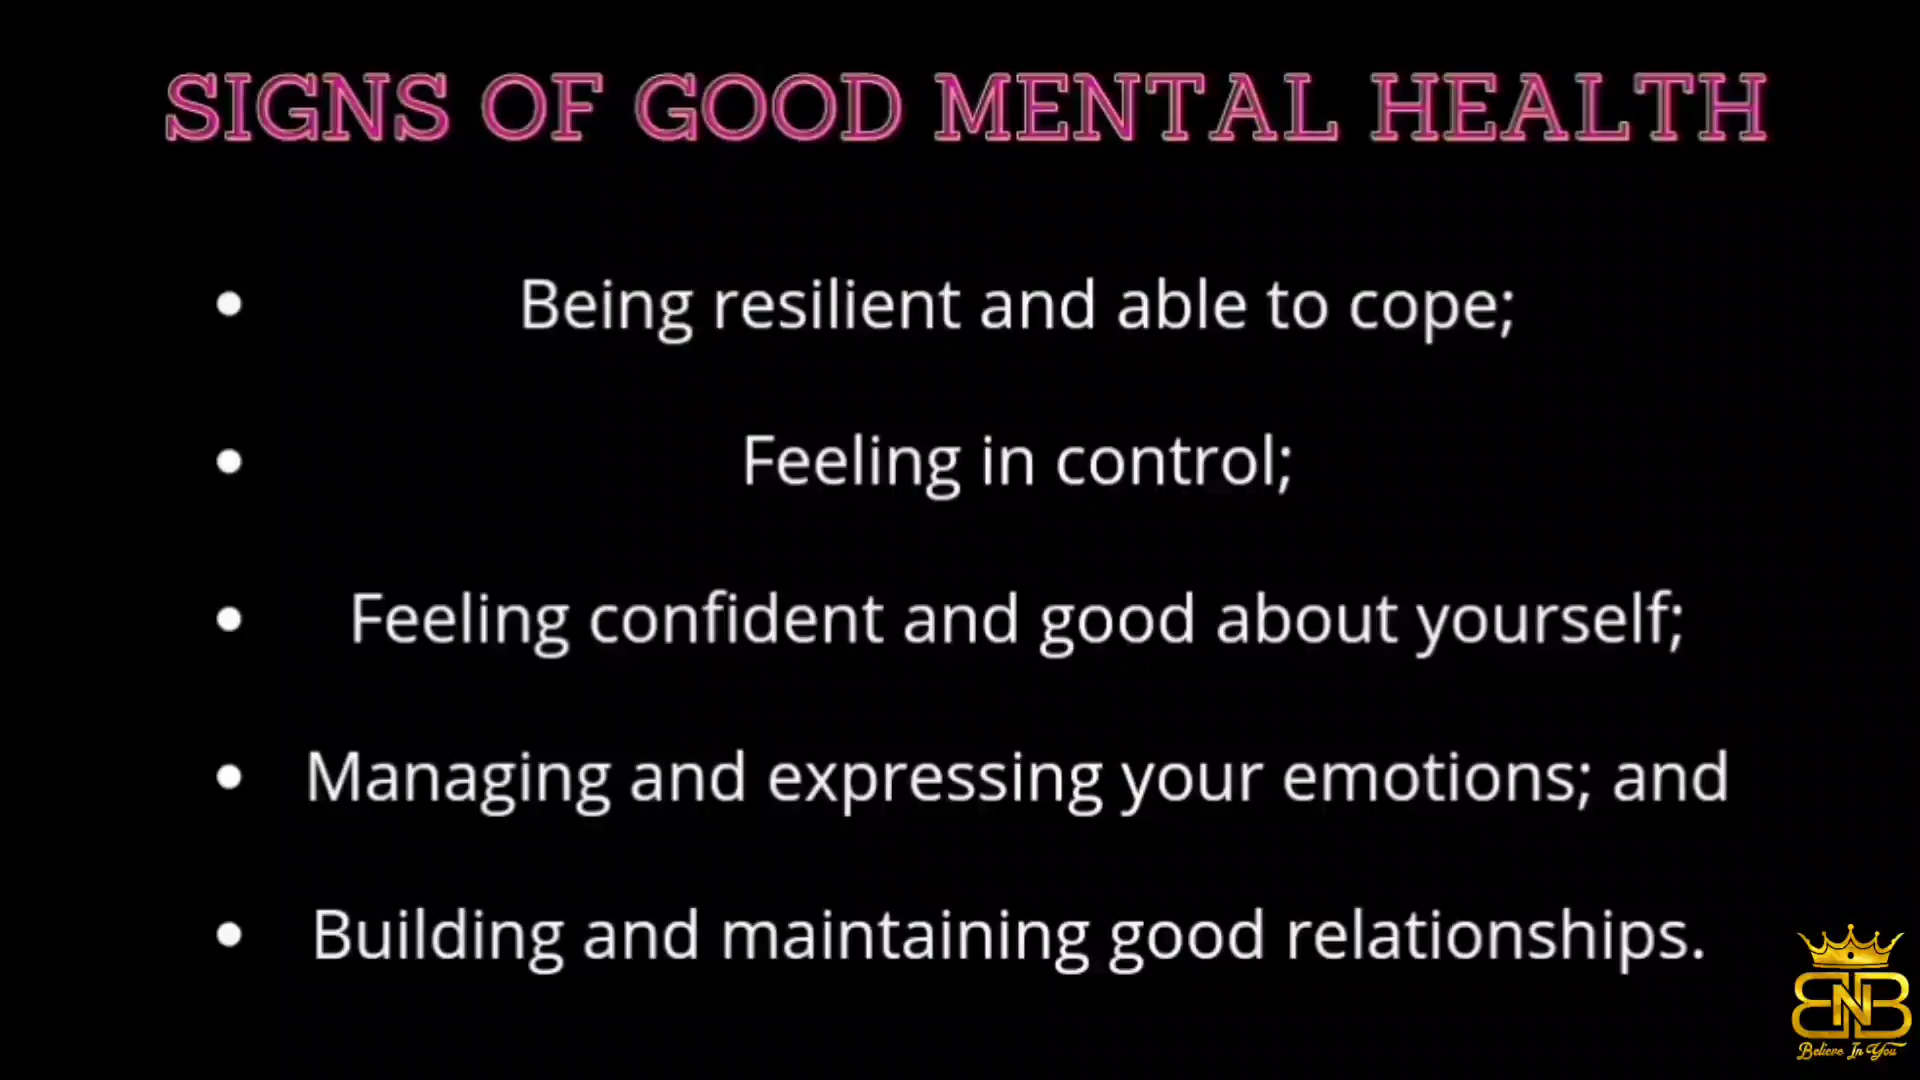 SIGNS OF GOOD MENTAL HEALTH
• Being resilient and able to cope;
• Feeling in control;
• Feeling confident and good about yourself;
• Managing and expressing your emotions; and
• Building and maintaining good relationships.
BNB
Believe In You